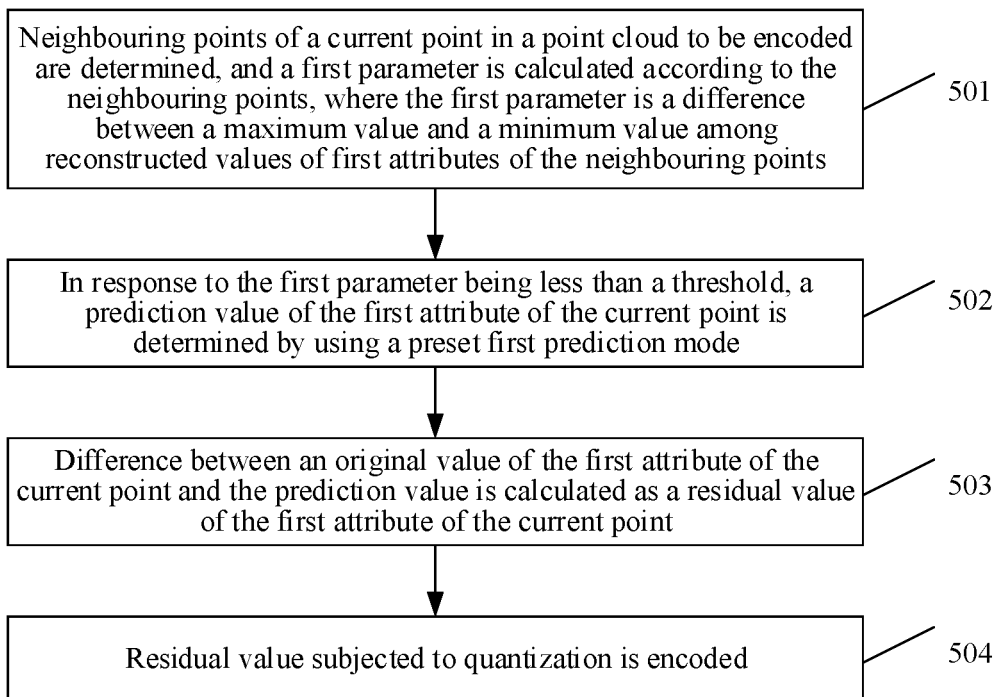 Neighbouring points of a current point in a point cloud to be encoded
are determined, and a first parameter is calculated according to the
neighbouring points, where the first parameter is a difference
between a maximum value and a minimum value among
reconstructed values of first attributes of the neighbouring points
501
In response to the first parameter being less than a threshold, a
prediction value of the first attribute of the current point is
determined by using a preset first prediction mode
502
Difference between an original value of the first attribute of the
current point and the prediction value is calculated as a residual value
of the first attribute of the current point
503
Residual value subjected to quantization is encoded
504